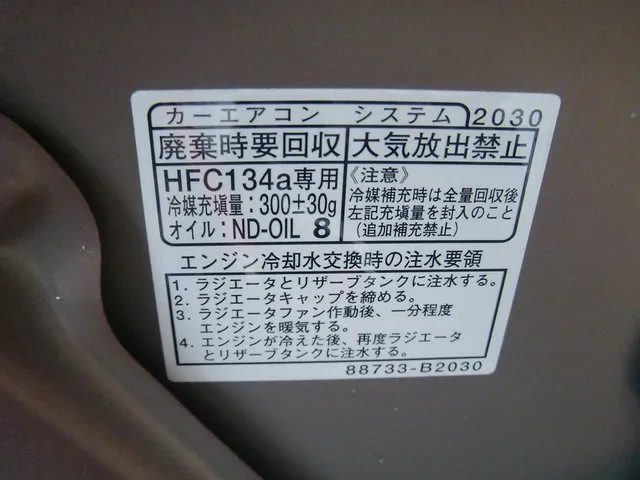 カーエアコン システム 2030
廃棄時要回収 大気放出禁止
HFC134a専用
冷媒充塡量:300±30g
オイル:ND-OIL 8
《注意》
冷媒補充時は全量回収後
左記充塡量を封入のこと
(追加補充禁止)
エンジン冷却水交換時の注水要領
1. ラジエータとリザーブタンクに注水する。
2. ラジエータキャップを締める。
3. ラジエータファン作動後、一分程度
エンジンを暖気する。
4. エンジンが冷えた後、再度ラジエータ
とリザーブタンクに注水する。
88733-B2030